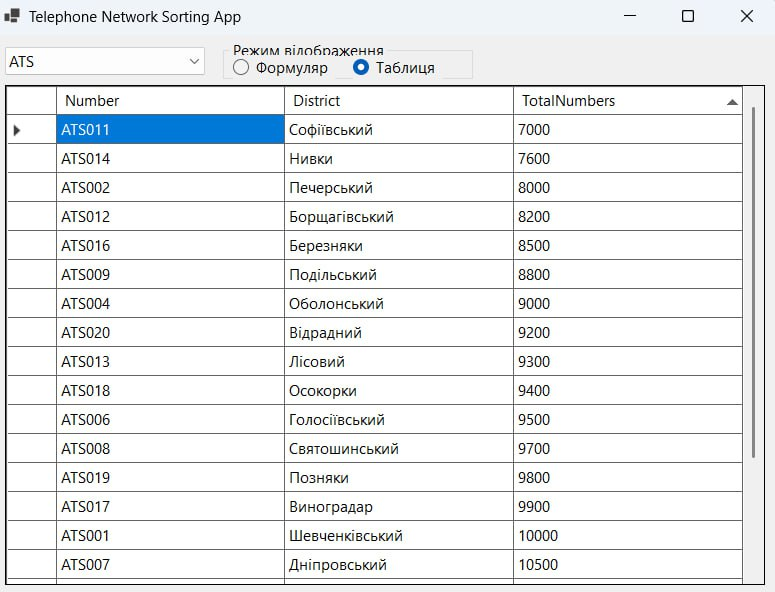 Telephone Network Sorting App
ATS
Режим відображення
Формуляр Таблиця
Number District TotalNumbers
ATS011 Софіївський 7000
ATS014 Нивки 7600
ATS002 Печерський 8000
ATS012 Борщагівський 8200
ATS016 Березняки 8500
ATS009 Подільський 8800
ATS004 Оболонський 9000
ATS020 Відрадний 9200
ATS013 Лісовий 9300
ATS018 Осокорки 9400
ATS006 Голосіївський 9500
ATS008 Святошинський 9700
ATS019 Позняки 9800
ATS017 Виноградар 9900
ATS001 Шевченківський 10000
ATS007 Дніпровський 10500